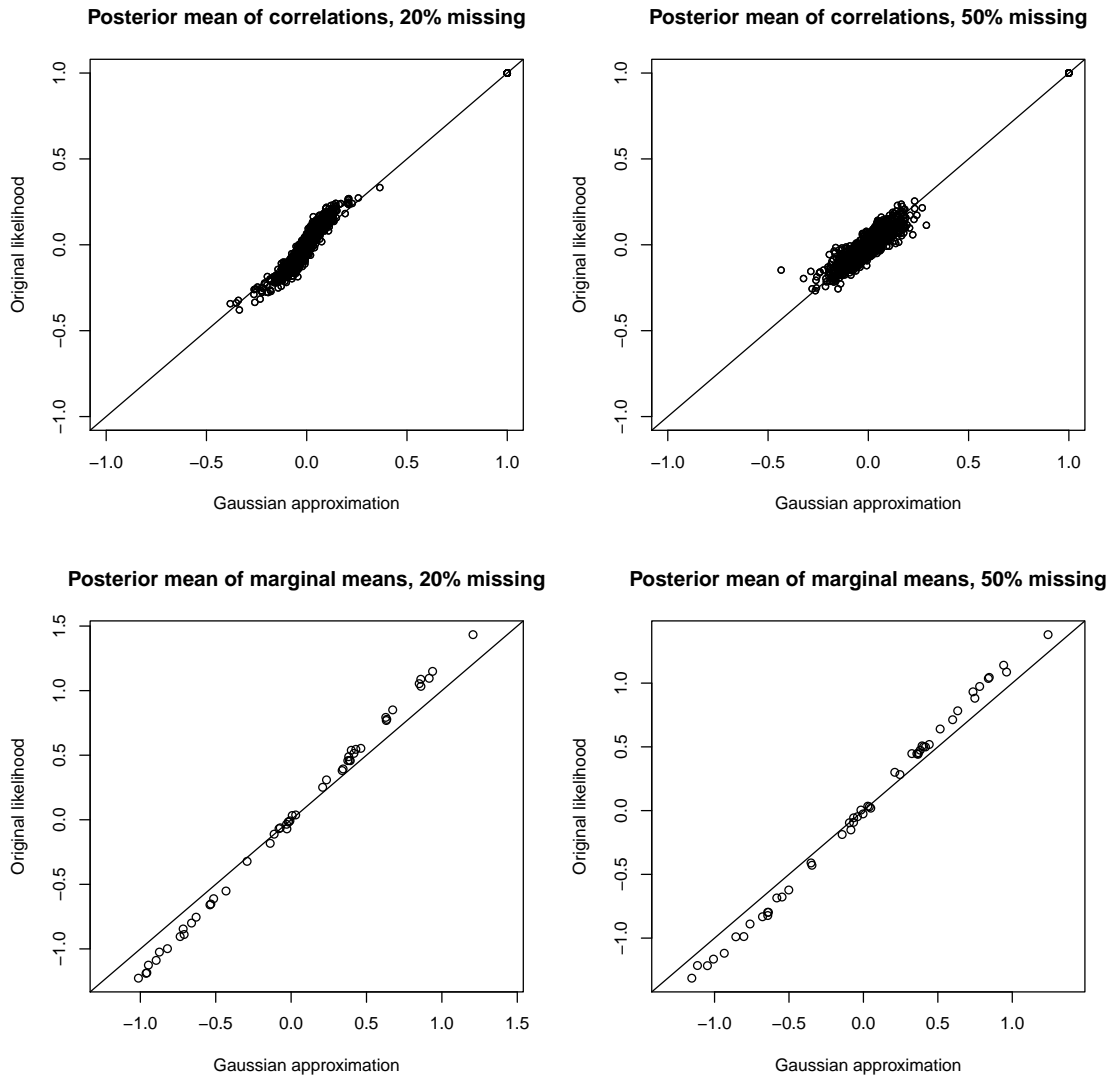 Posterior mean of correlations, 20% missing
Original likelihood
1.0
0.5
0.0
−0.5
−1.0
−1.0 −0.5 0.0 0.5 1.0
Gaussian approximation
Posterior mean of correlations, 50% missing
Original likelihood
1.0
0.5
0.0
−0.5
−1.0
−1.0 −0.5 0.0 0.5 1.0
Gaussian approximation
Posterior mean of marginal means, 20% missing
Original likelihood
1.5
1.0
0.5
0.0
−0.5
−1.0
−1.0 −0.5 0.0 0.5 1.0 1.5
Gaussian approximation
Posterior mean of marginal means, 50% missing
Original likelihood
1.0
0.5
0.0
−0.5
−1.0
−1.0 −0.5 0.0 0.5 1.0
Gaussian approximation